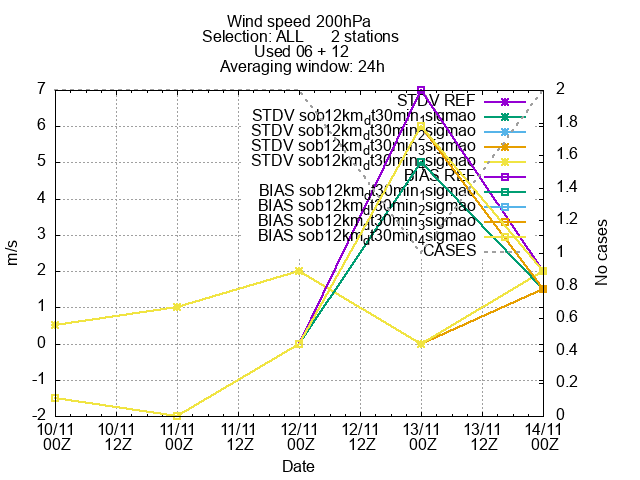 Wind speed 200hPa
Selection: ALL 2 stations
Used 06 + 12
Averaging window: 24h
7 2
6 1.8
5 1.6
4 1.4
3 1.2
2 1
1 0.8
0 0.6
-1 0.4
-2 0.2
0
m/s
No cases
STDV REF
STDV sob12km_dt30min_1sigmao
STDV sob12km_dt30min_2sigmao
STDV sob12km_dt30min_3sigmao
STDV sob12km_dt30min_4sigmao
BIAS REF
BIAS sob12km_dt30min_1sigmao
BIAS sob12km_dt30min_2sigmao
BIAS sob12km_dt30min_3sigmao
BIAS sob12km_dt30min_4sigmao
CASES
10/11 10/11 11/11 11/11 12/11 12/11 13/11 13/11 14/11
00Z 12Z 00Z 12Z 00Z 12Z 00Z 12Z 00Z
Date